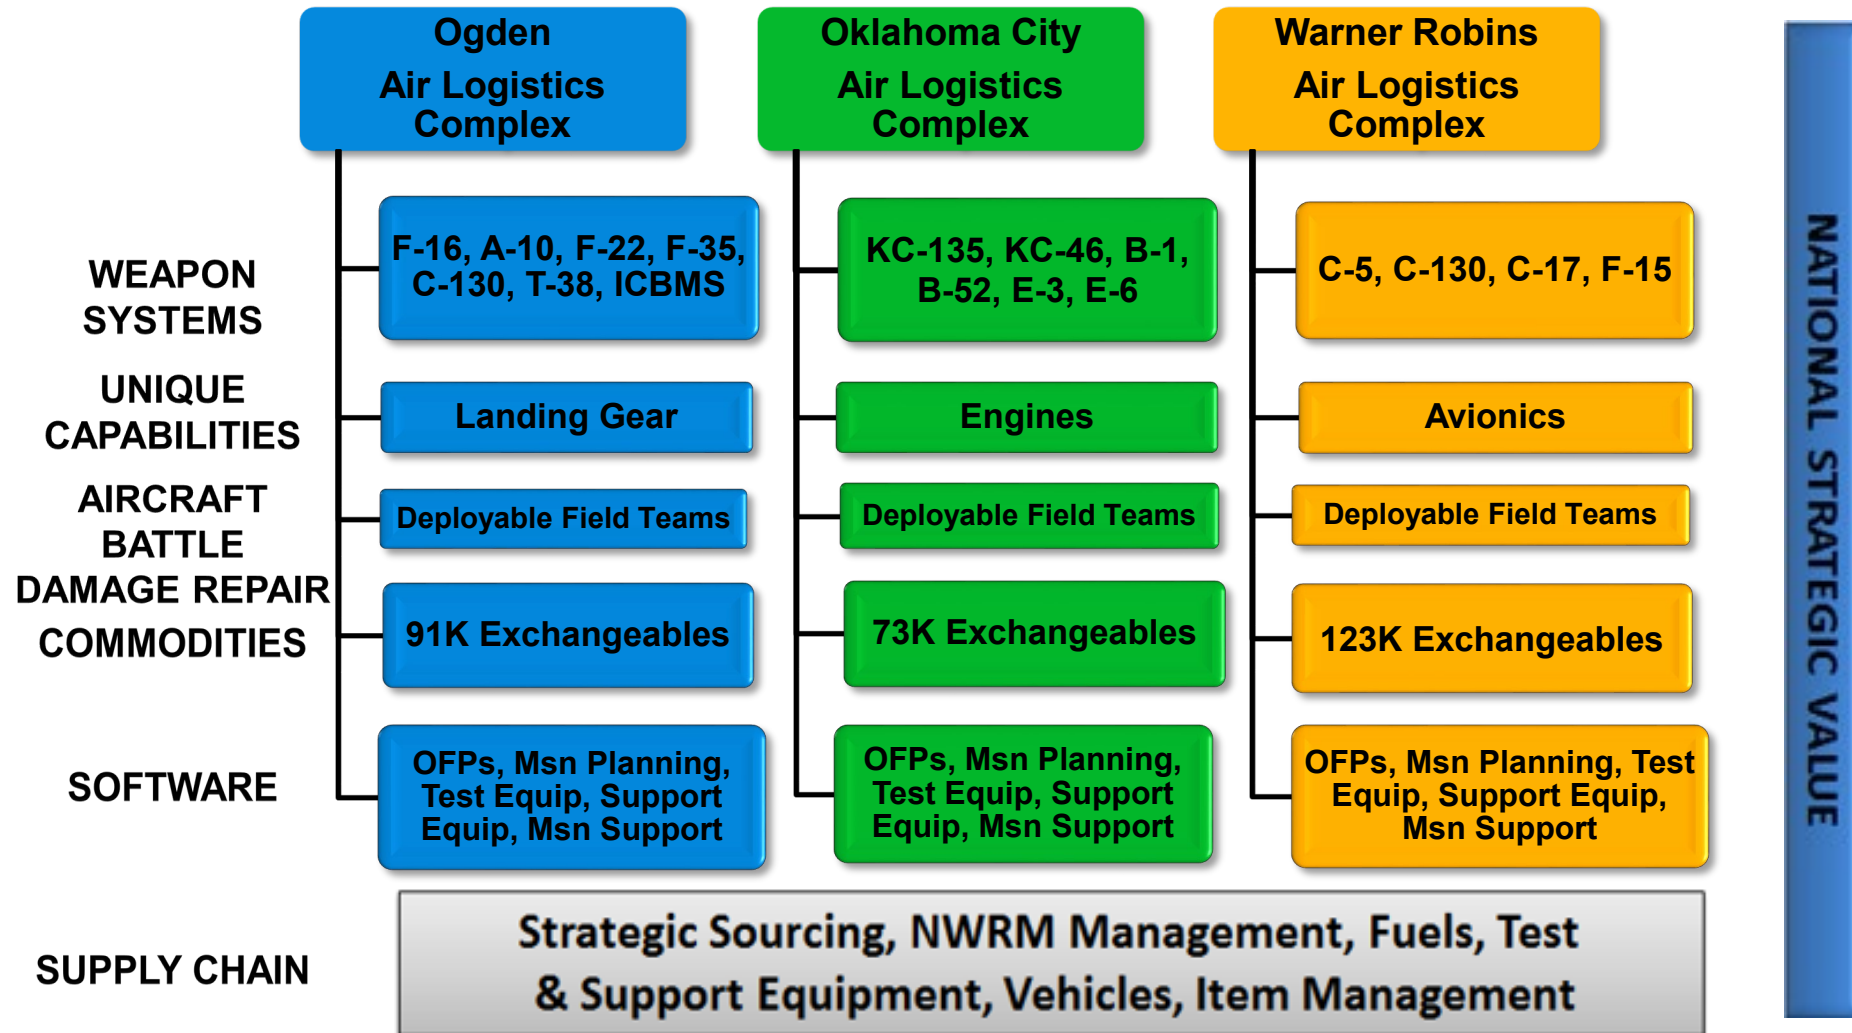 Ogden
Air Logistics
Complex
Oklahoma City
Air Logistics
Complex
Warner Robins
Air Logistics
Complex
WEAPON
SYSTEMS
F-16, A-10, F-22, F-35,
C-130, T-38, ICBMS
KC-135, KC-46, B-1,
B-52, E-3, E-6
C-5, C-130, C-17, F-15
UNIQUE
CAPABILITIES
Landing Gear
Engines
Avionics
AIRCRAFT
BATTLE
DAMAGE REPAIR
Deployable Field Teams
Deployable Field Teams
Deployable Field Teams
COMMODITIES
91K Exchangeables
73K Exchangeables
123K Exchangeables
SOFTWARE
OFPs, Msn Planning,
Test Equip, Support
Equip, Msn Support
OFPs, Msn Planning,
Test Equip, Support
Equip, Msn Support
OFPs, Msn Planning, Test
Equip, Support Equip,
Msn Support
SUPPLY CHAIN
Strategic Sourcing, NWRM Management, Fuels, Test
& Support Equipment, Vehicles, Item Management
NATIONAL STRATEGIC VALUE